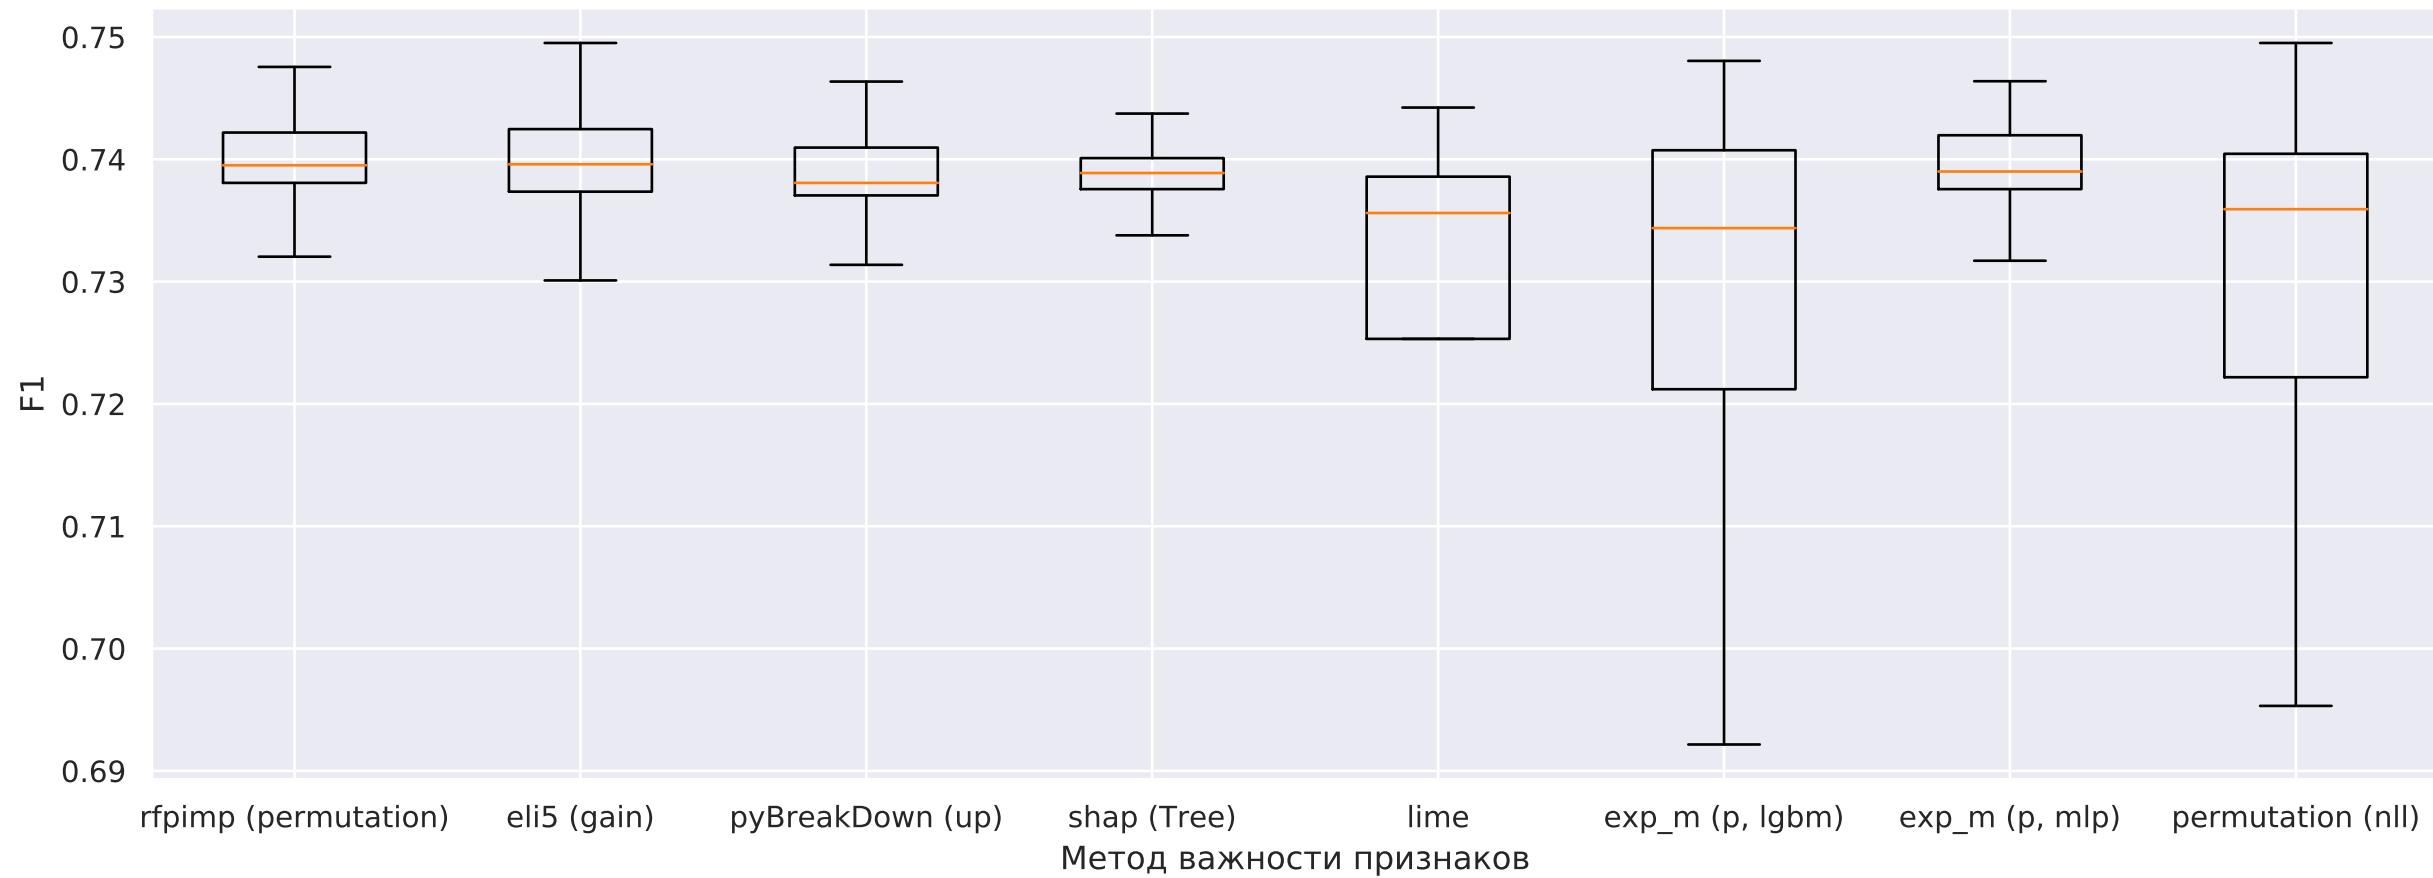 0.75
0.74
0.73
0.72
0.71
0.70
0.69
F1
rfpimp (permutation)
eli5 (gain)
pyBreakDown (up)
shap (Tree)
lime
exp_m (p, lgbm)
exp_m (p, mlp)
permutation (nll)
Метод важности признаков